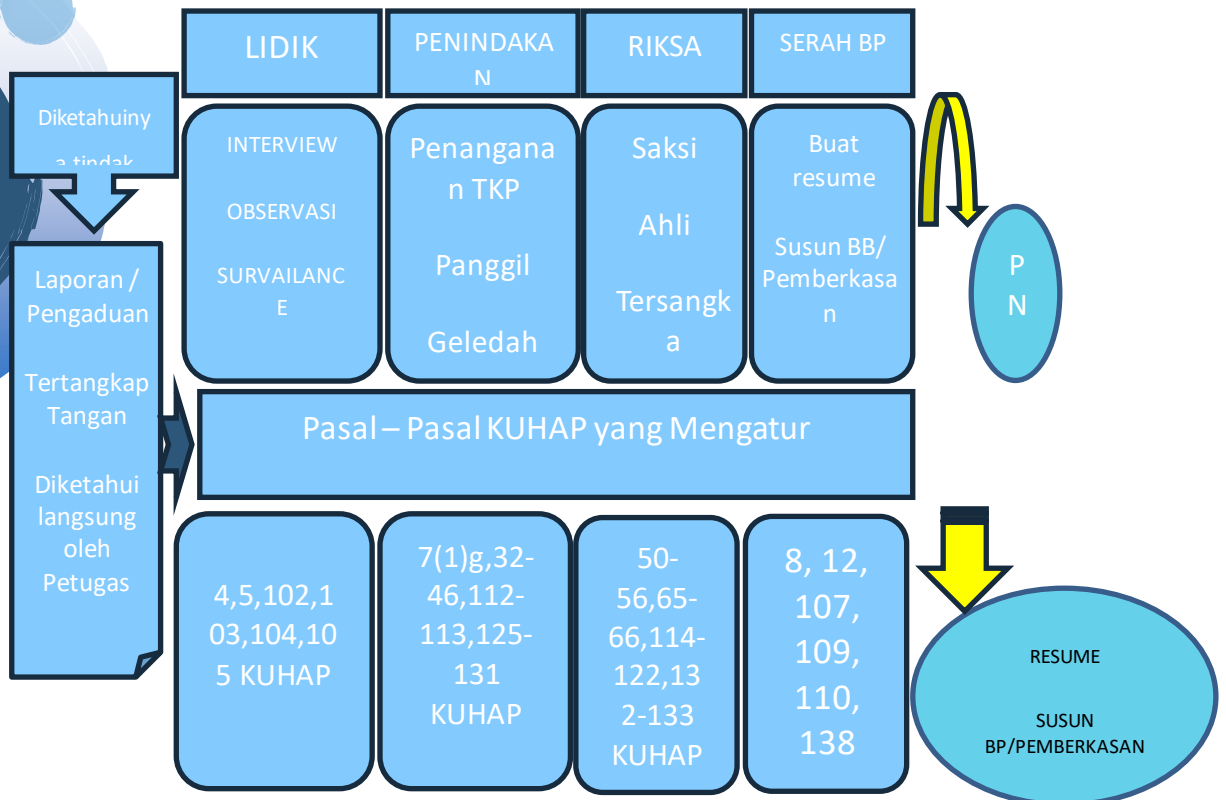 LIDIK
PENINDAKA
N
RIKSA
SERAH BP
Diketahuiny
a tindak
Laporan /
Pengaduan
Tertangkap
Tangan
Diketahui
langsung
oleh
Petugas
INTERVIEW
OBSERVASI
SURVAILANC
E
Penangana
n TKP
Panggil
Geledah
Saksi
Ahli
Tersangk
a
Buat
resume
Susun BB/
Pemberkasa
n
P
N
Pasal – Pasal KUHAP yang Mengatur
4,5,102,1
03,104,10
5 KUHAP
7(1)g,32-
46,112-
113,125-
131
KUHAP
50-
56,65-
66,114-
122,13
2-133
KUHAP
8, 12,
107,
109,
110,
138
RESUME
SUSUN
BP/PEMBERKASAN